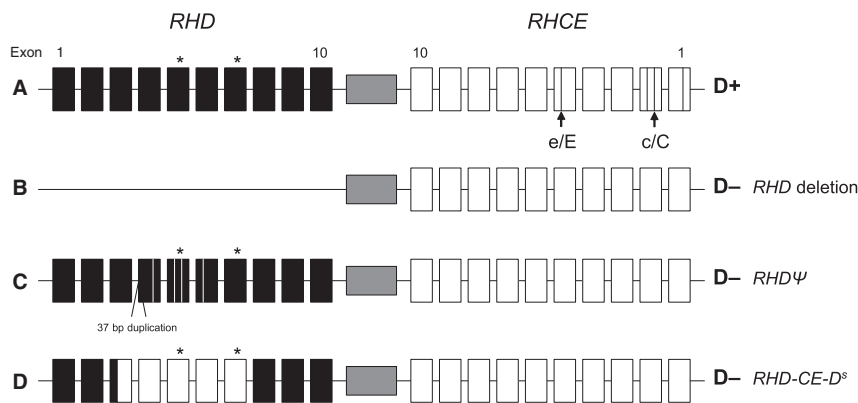 RHD RHCE
Exon 1 * * 10 10 1
A D+
e/E c/C
B D– RHD deletion
* *
C D– RHDΨ
37 bp duplication
* *
D D– RHD-CE-Dˢ